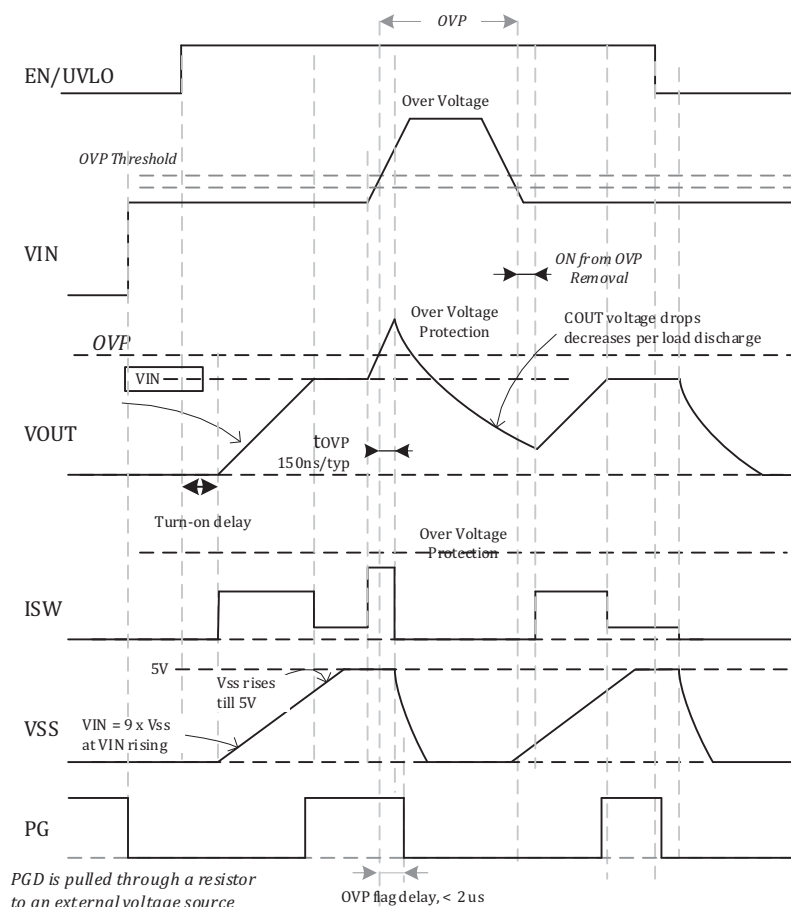 OVP
EN/UVLO
Over Voltage
OVP Threshold
VIN
ON from OVP
Removal
Over Voltage
Protection
COUT voltage drops
decreases per load discharge
OVP
VIN
VOUT
tOVP
150ns/typ
Turn-on delay
Over Voltage
Protection
ISW
5V
Vss rises
till 5V
VIN = 9 x Vss
at VIN rising
VSS
PG
PGD is pulled through a resistor
to an external voltage source
OVP flag delay, < 2 us